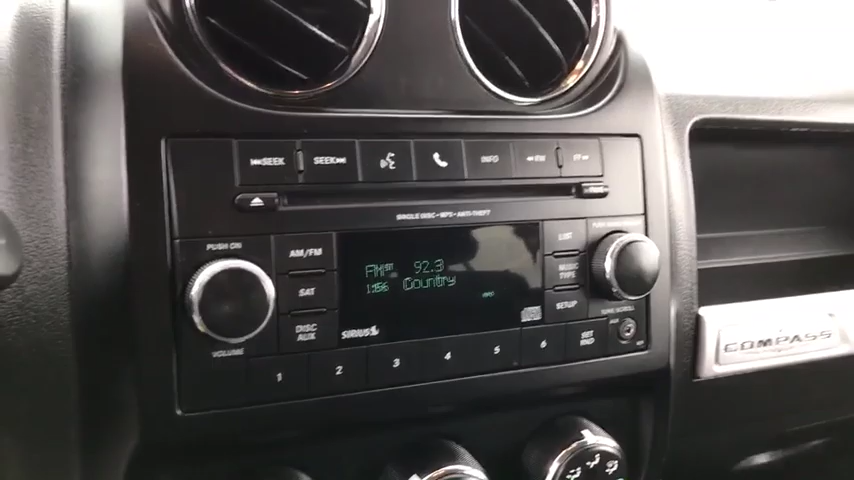 SEEK SEEK INFO RW FF
SINGLE DISC • MP3 • ANTI-THEFT
PUSH ON
AM/FM
SAT
DISC
AUX
VOLUME
FM 92.3
1:56 Country
SIRIUS
LIST
MUSIC
TYPE
SETUP
TUNE/SCROLL
1 2 3 4 5 6 SET
RND
COMPASS